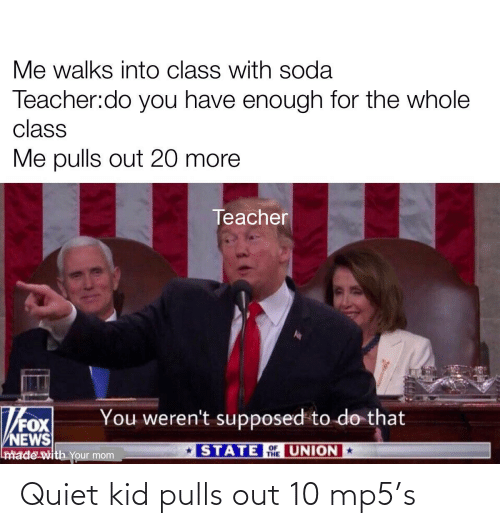 Me walks into class with soda
Teacher:do you have enough for the whole
class
Me pulls out 20 more
Teacher
You weren't supposed to do that
FOX
NEWS
made with Your mom
STATE OF THE UNION
Quiet kid pulls out 10 mp5’s